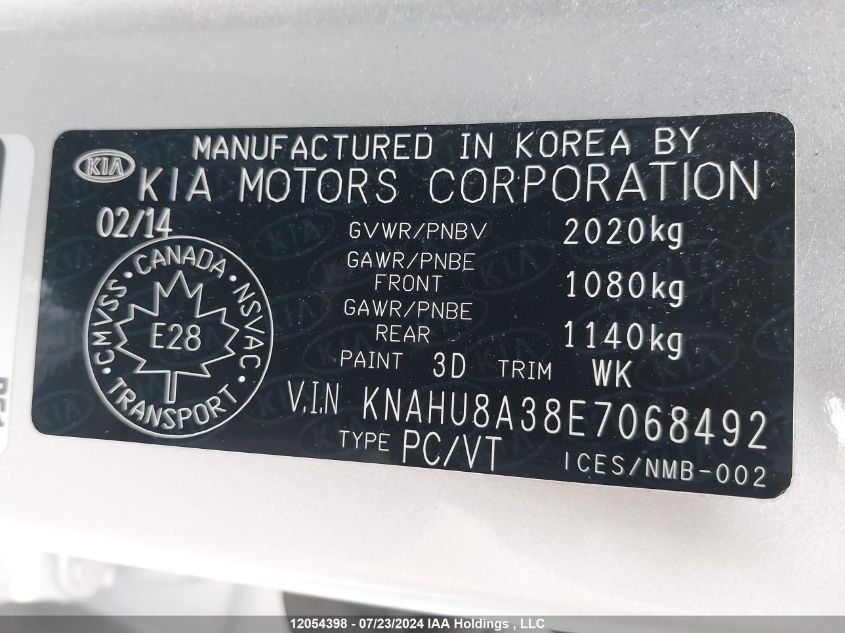 MANUFACTURED IN KOREA BY
KIA
KIA MOTORS CORPORATION
02/14
GVWR/PNBV 2020kg
GAWR/PNBE FRONT 1080kg
GAWR/PNBE REAR 1140kg
PAINT 3D TRIM WK
V.I.N KNAHU8A38E7068492
TYPE PC/VT ICES/NMB-002
CMVSS • CANADA • NSVAC • TRANSPORT •
E28
12054398 - 07/23/2024 IAA Holdings , LLC